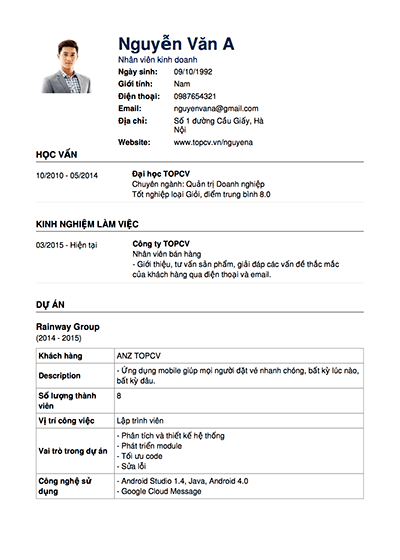 Nguyễn Văn A
Nhân viên kinh doanh
Ngày sinh: 09/10/1992
Giới tính: Nam
Điện thoại: 0987654321
Email: nguyenvana@gmail.com
Địa chỉ: Số 1 đường Cầu Giấy, Hà
Nội
Website: www.topcv.vn/nguyena
HỌC VẤN
10/2010 - 05/2014 Đại học TOPCV
Chuyên ngành: Quản trị Doanh nghiệp
Tốt nghiệp loại Giỏi, điểm trung bình 8.0
KINH NGHIỆM LÀM VIỆC
03/2015 - Hiện tại Công ty TOPCV
Nhân viên bán hàng
- Giới thiệu, tư vấn sản phẩm, giải đáp các vấn đề thắc mắc
của khách hàng qua điện thoại và email.
DỰ ÁN
Rainway Group
(2014 - 2015)
Khách hàng ANZ TOPCV
Description - Ứng dụng mobile giúp mọi người đặt vé nhanh chóng, bất kỳ lúc nào,
bất kỳ đâu.
Số lượng thành viên 8
Vị trí công việc Lập trình viên
Vai trò trong dự án - Phân tích và thiết kế hệ thống
- Phát triển module
- Tối ưu code
- Sửa lỗi
Công nghệ sử dụng - Android Studio 1.4, Java, Android 4.0
- Google Cloud Message